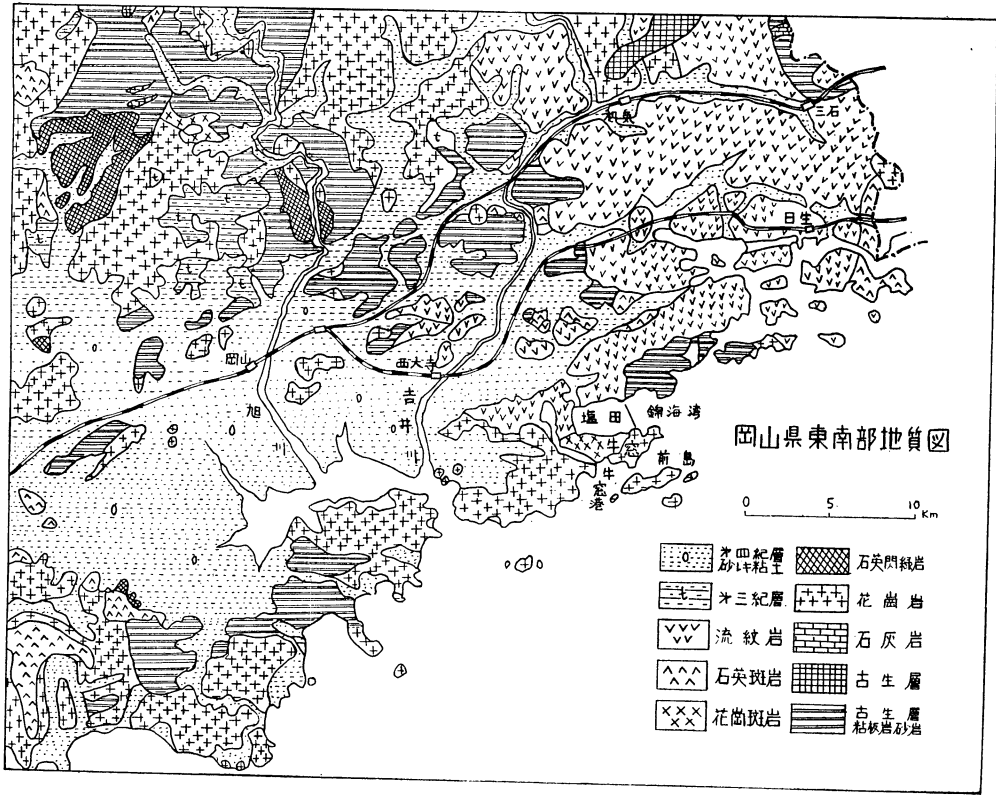 和気
三石
日生
岡山
西大寺
旭川
吉井川
塩田
錦海湾
牛窓
前島
牛窓港
岡山県東南部地質図
0 5 10 Km
第四紀層
砂レキ粘土
石英閃緑岩
t
第三紀層
花崗岩
流紋岩
石灰岩
石英斑岩
古生層
花崗斑岩
古生層
粘板岩砂岩